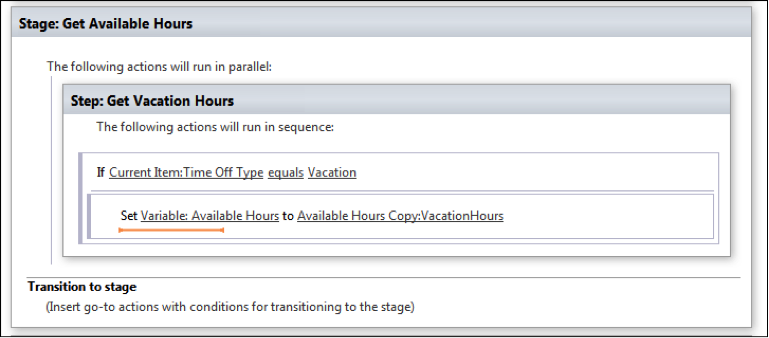 Stage: Get Available Hours
The following actions will run in parallel:
Step: Get Vacation Hours
The following actions will run in sequence:
If Current Item:Time Off Type equals Vacation
Set Variable: Available Hours to Available Hours Copy:VacationHours
Transition to stage
(Insert go-to actions with conditions for transitioning to the stage)